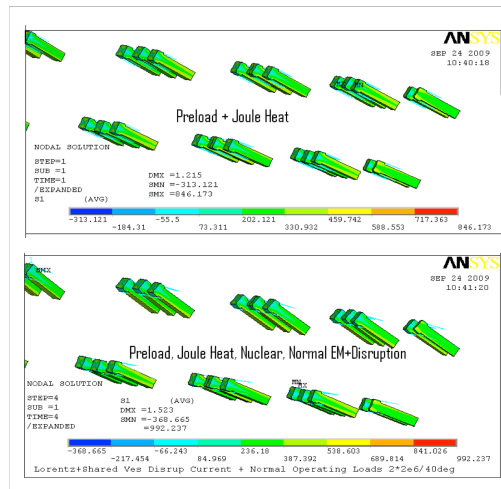 ANSYS
SEP 24 2009
10:40:18
Preload + Joule Heat
NODAL SOLUTION
STEP=1
SUB =1
TIME=1
/EXPANDED
S1 (AVG)
DMX =1.215
SMN =-313.121
SMX =846.173
-313.121 -184.31 -55.5 73.311 202.121 330.932 459.742 588.553 717.363 846.173
ANSYS
SEP 24 2009
10:41:20
SMX
Preload, Joule Heat, Nuclear, Normal EM+Disruption
MN
MX
NODAL SOLUTION
STEP=4
SUB =1
TIME=4
/EXPANDED
S1 (AVG)
DMX =1.523
SMN =-368.665
=992.237
-368.665 -217.454 -66.243 84.969 236.18 387.392 538.603 689.814 841.026 992.237
Lorentz+Shared Ves Disrup Current + Normal Operating Loads 2*2e6/40deg